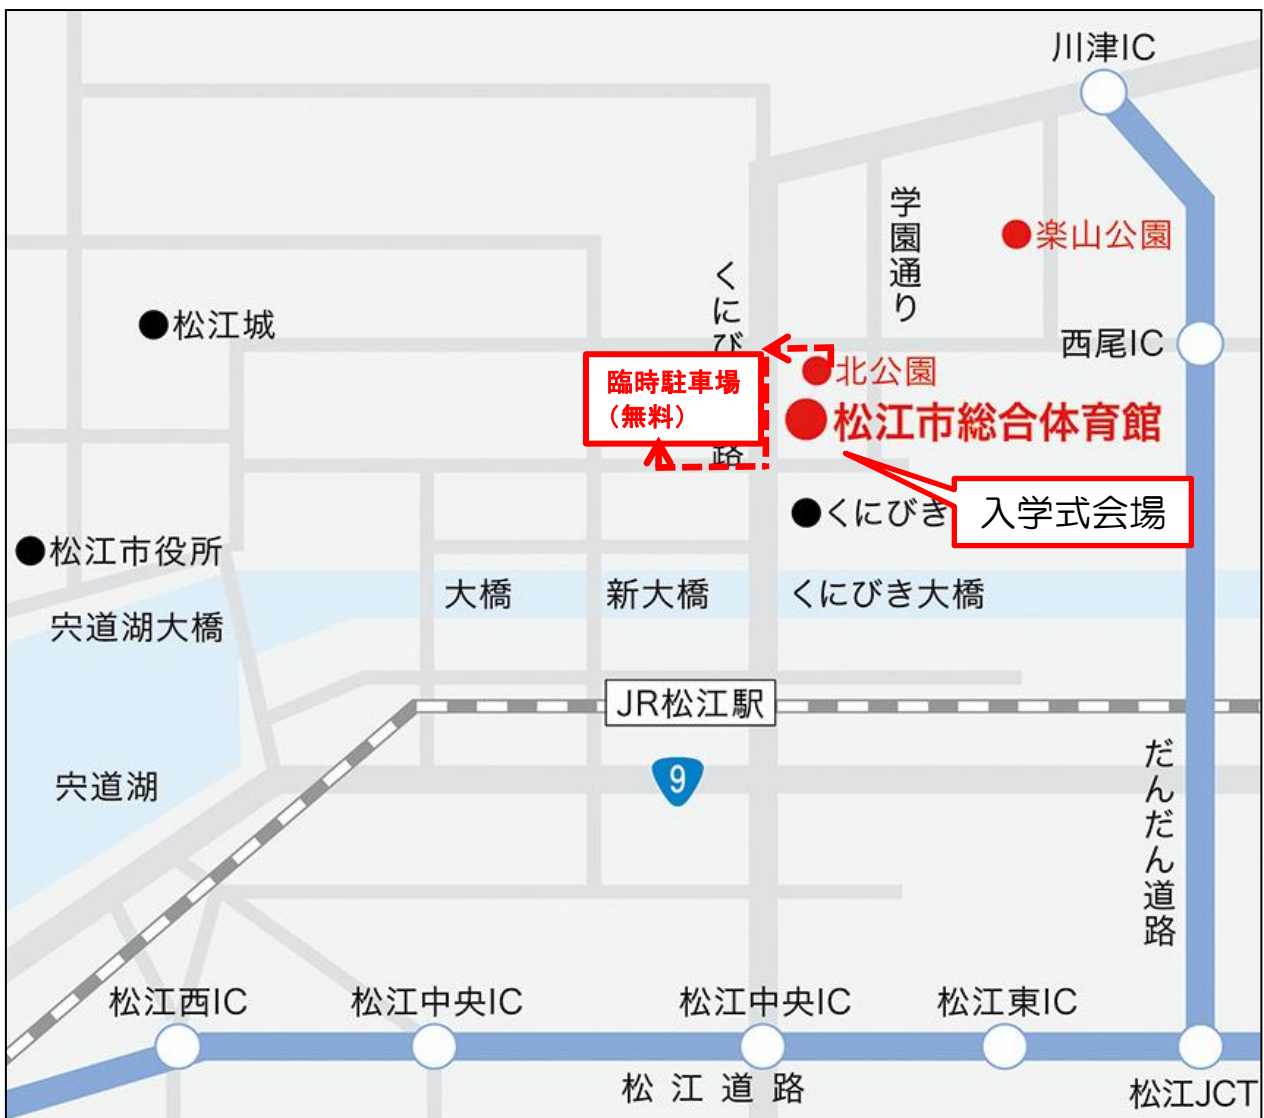 川津IC
学園通り
楽山公園
くにび
路
松江城
西尾IC
臨時駐車場
(無料)
北公園
松江市総合体育館
入学式会場
くにびき
松江市役所
大橋
新大橋
くにびき大橋
宍道湖大橋
JR松江駅
9
宍道湖
だんだん道路
松江西IC
松江中央IC
松江中央IC
松江東IC
松江道路
松江JCT